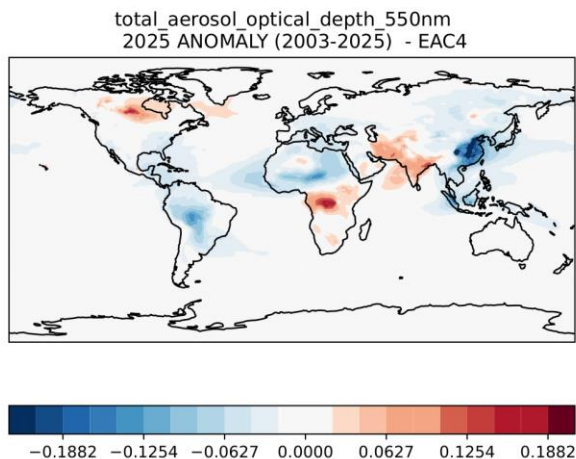 total_aerosol_optical_depth_550nm
2025 ANOMALY (2003-2025)  - EAC4
−0.1882 −0.1254 −0.0627 0.0000 0.0627 0.1254 0.1882